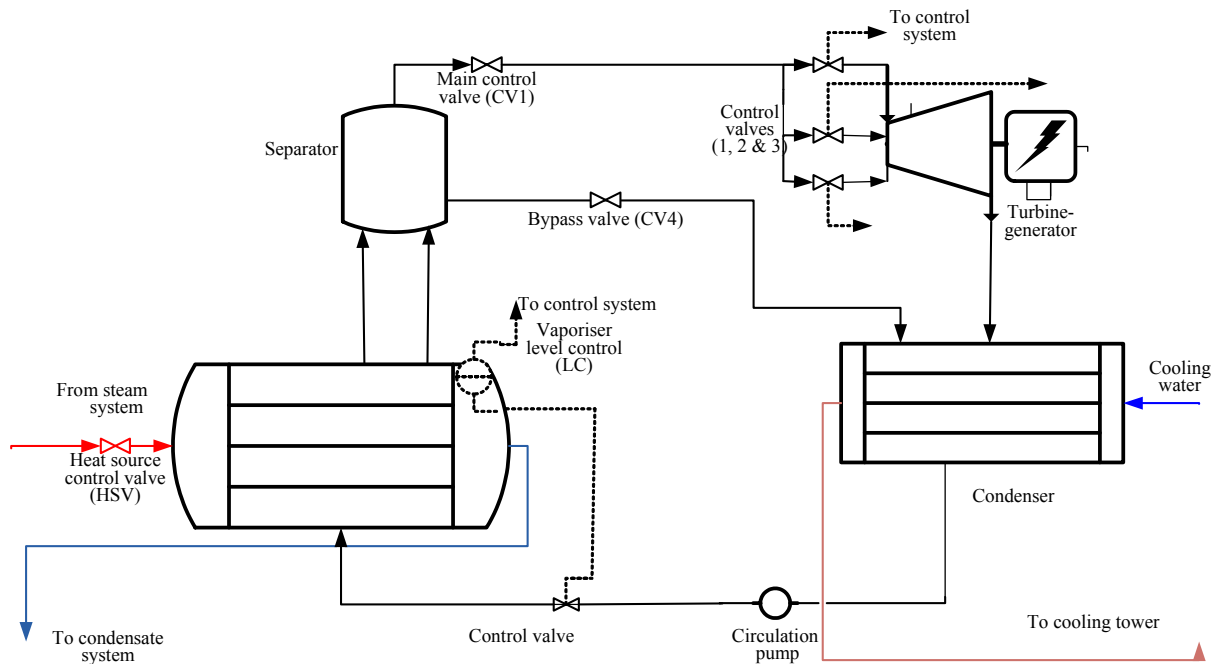 To control
system
Main control
valve (CV1)
Control
valves
(1, 2 & 3)
Separator
Bypass valve (CV4)
Turbine-
generator
To control system
Vaporiser
level control
(LC)
From steam
system
Heat source
control valve
(HSV)
Cooling
water
Condenser
To condensate
system
Control valve
Circulation
pump
To cooling tower